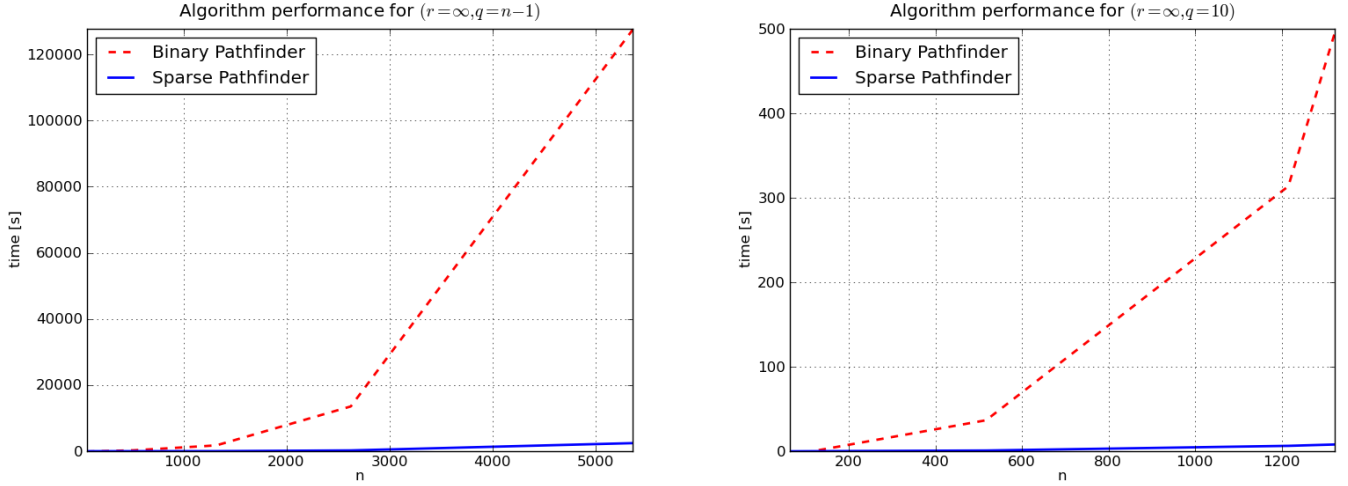 Algorithm performance for (r=∞,q=n−1)
Binary Pathfinder
Sparse Pathfinder
120000
100000
80000
60000
40000
20000
0
time [s]
1000 2000 3000 4000 5000
n
Algorithm performance for (r=∞,q=10)
Binary Pathfinder
Sparse Pathfinder
500
400
300
200
100
0
time [s]
200 400 600 800 1000 1200
n